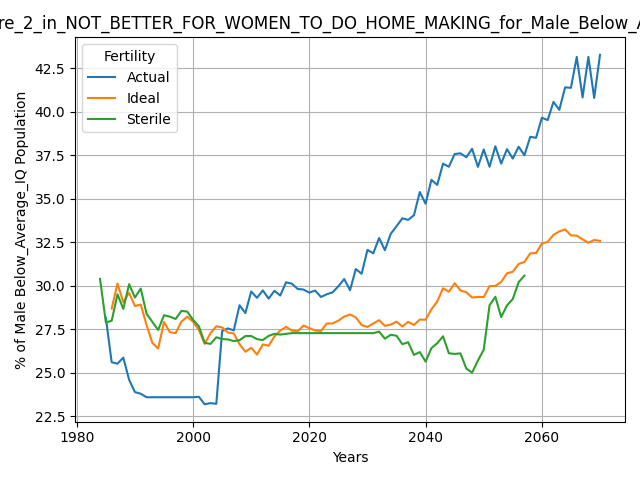 re_2_in_NOT_BETTER_FOR_WOMEN_TO_DO_HOME_MAKING_for_Male_Below_A
% of Male Below_Average_IQ Population
Fertility
Actual
Ideal
Sterile
42.5
40.0
37.5
35.0
32.5
30.0
27.5
25.0
22.5
1980
2000
2020
2040
2060
Years